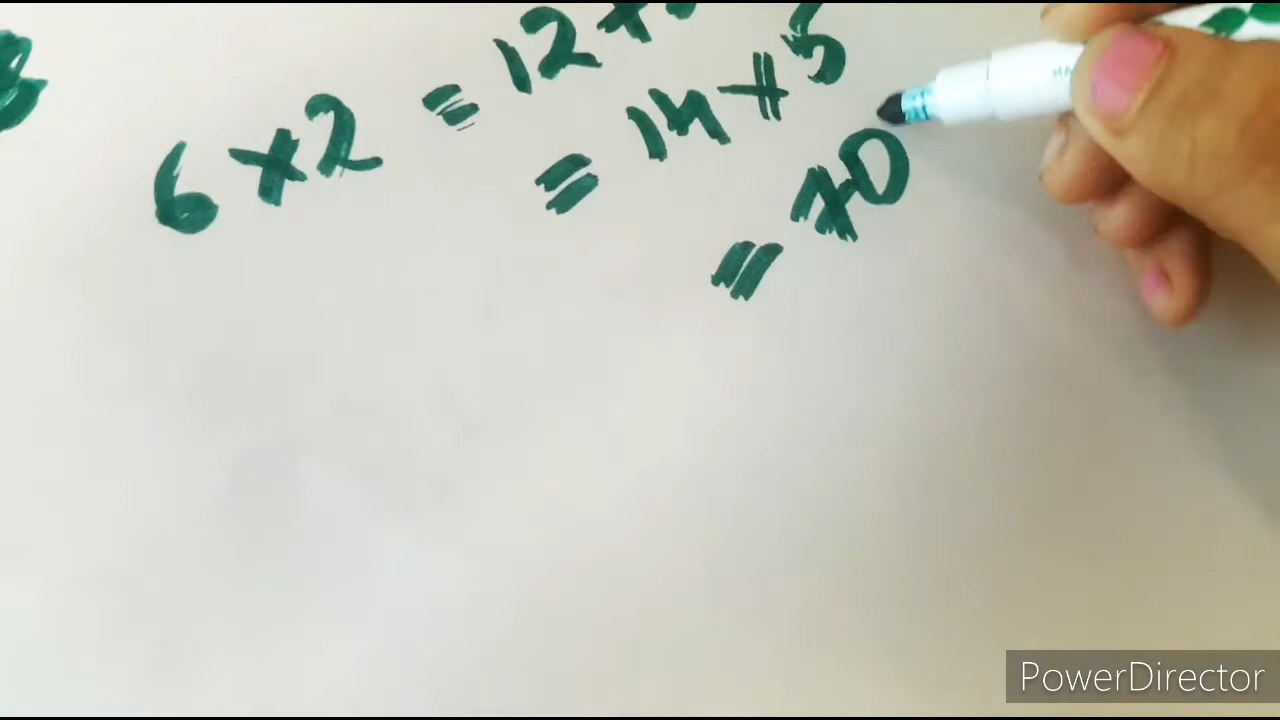 6 × 2 = 12 +
= 14 × 5
= 70
PowerDirector